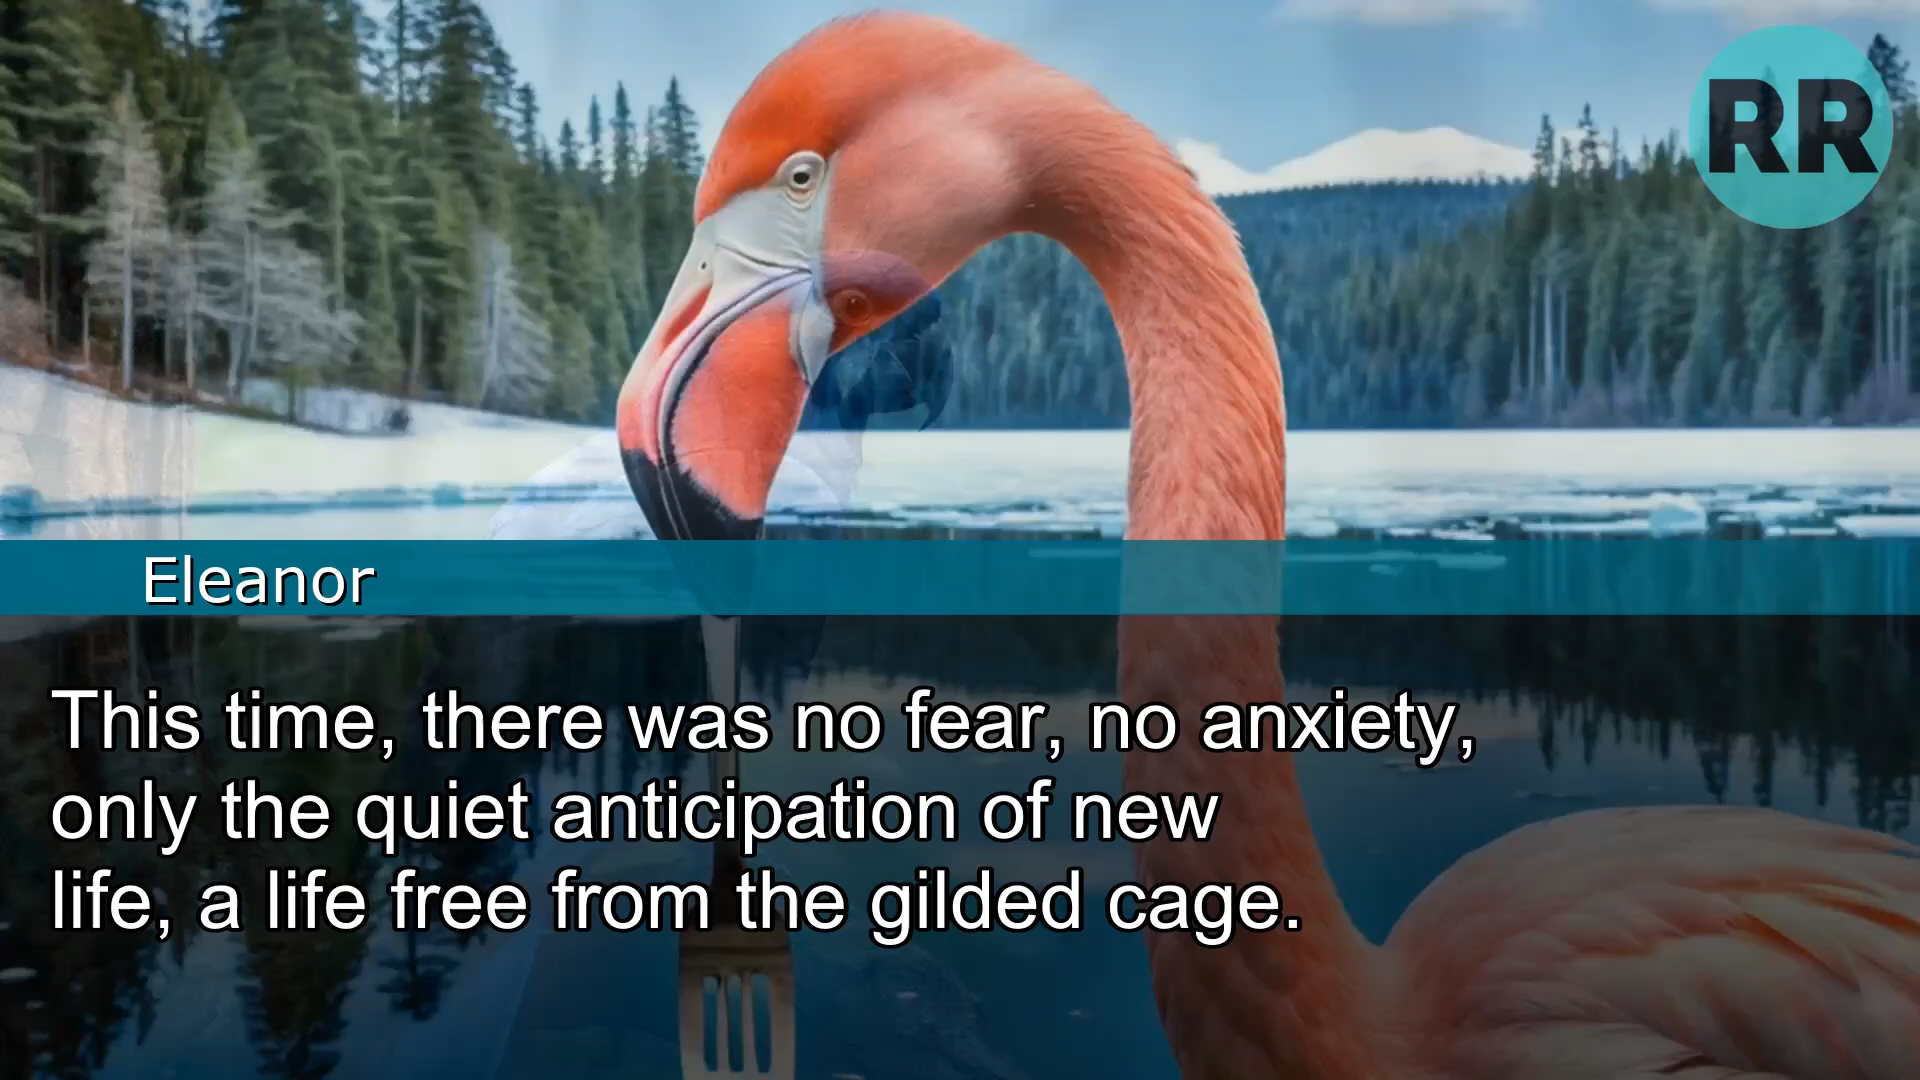 RR
Eleanor
This time, there was no fear, no anxiety,
only the quiet anticipation of new
life, a life free from the gilded cage.